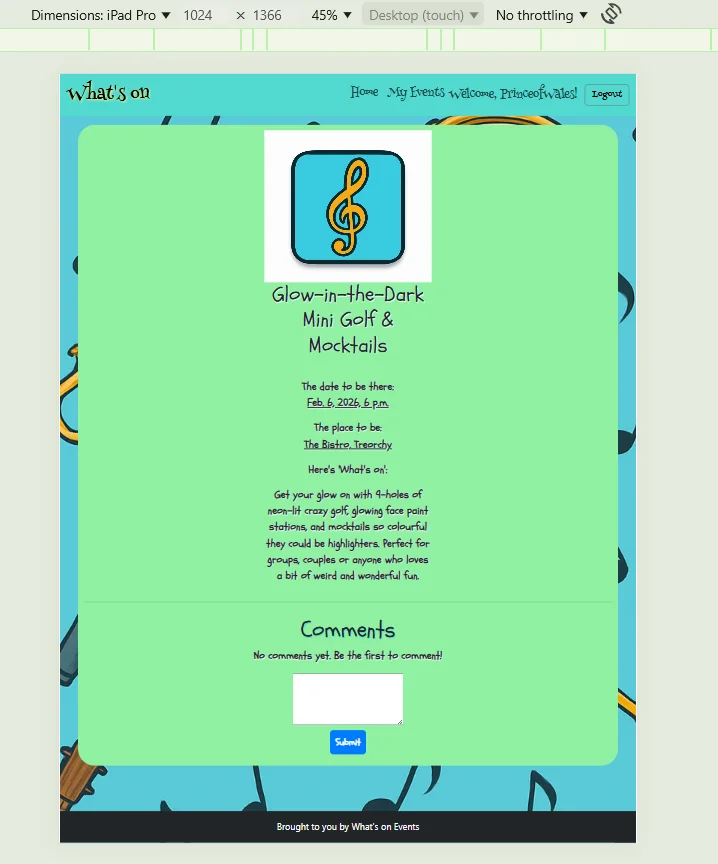 Dimensions: iPad Pro ▼ 1024 × 1366 45% ▼ Desktop (touch) ▼ No throttling ▼
What's on
Home My Events Welcome, PrinceofWales! Logout
Glow-in-the-Dark
Mini Golf &
Mocktails
The date to be there:
Feb. 6, 2026, 6 p.m.
The place to be:
The Bistro, Treorchy
Here's 'What's on':
Get your glow on with 9-holes of
neon-lit crazy golf, glowing face paint
stations, and mocktails so colourful
they could be highlighters. Perfect for
groups, couples or anyone who loves
a bit of weird and wonderful fun.
Comments
No comments yet. Be the first to comment!
Submit
Brought to you by What's on Events